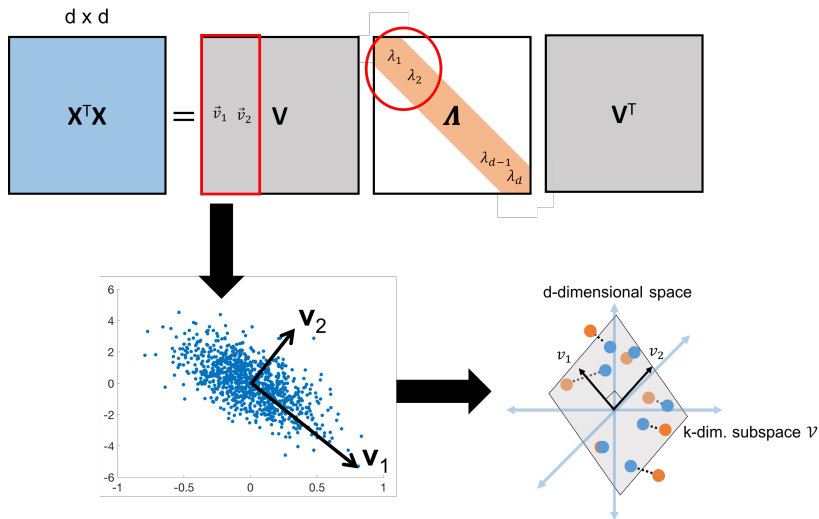 d x d
XᵀX = V Λ Vᵀ
v⃗₁ v⃗₂
λ₁
λ₂
λ_{d−1}
λ_d
6
4
2
0
-2
-4
-6
-1 -0.5 0 0.5 1
v₂
v₁
d-dimensional space
v₁ v₂
k-dim. subspace 𝒱